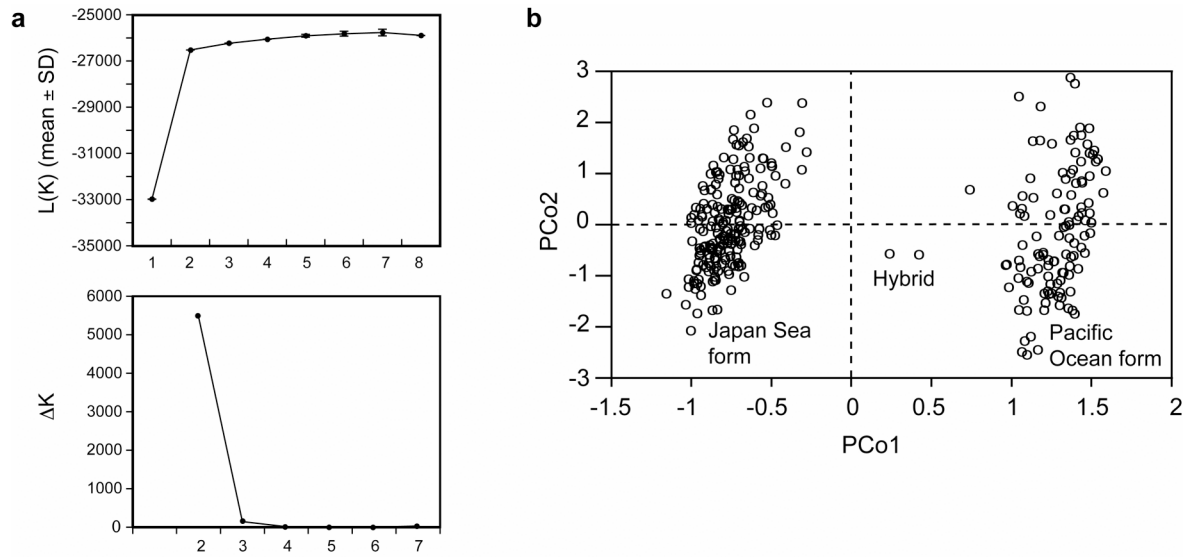 a
L(K) (mean ± SD)
-25000
-27000
-29000
-31000
-33000
-35000
1 2 3 4 5 6 7 8
ΔK
6000
5000
4000
3000
2000
1000
0
2 3 4 5 6 7
b
PCo2
3
2
1
0
-1
-2
-3
Hybrid
Japan Sea
form
Pacific
Ocean form
-1.5 -1 -0.5 0 0.5 1 1.5 2
PCo1